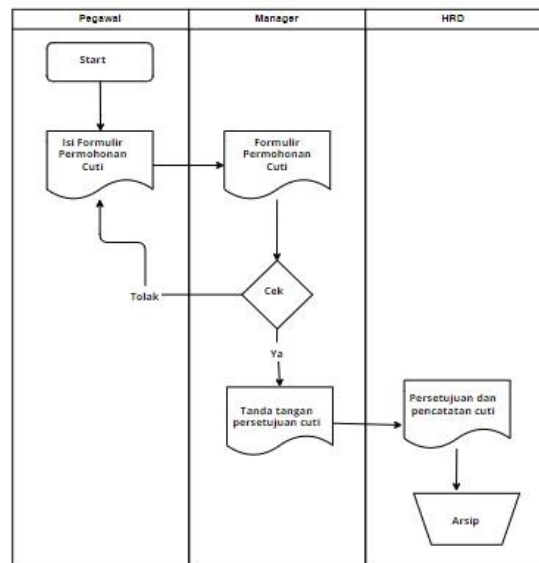 Pegawai
Manager
HRD
Start
Isi Formulir
Permohonan
Cuti
Formulir
Permohonan
Cuti
Cek
Tolak
Ya
Tanda tangan
persetujuan cuti
Persetujuan dan
pencatatan cuti
Arsip